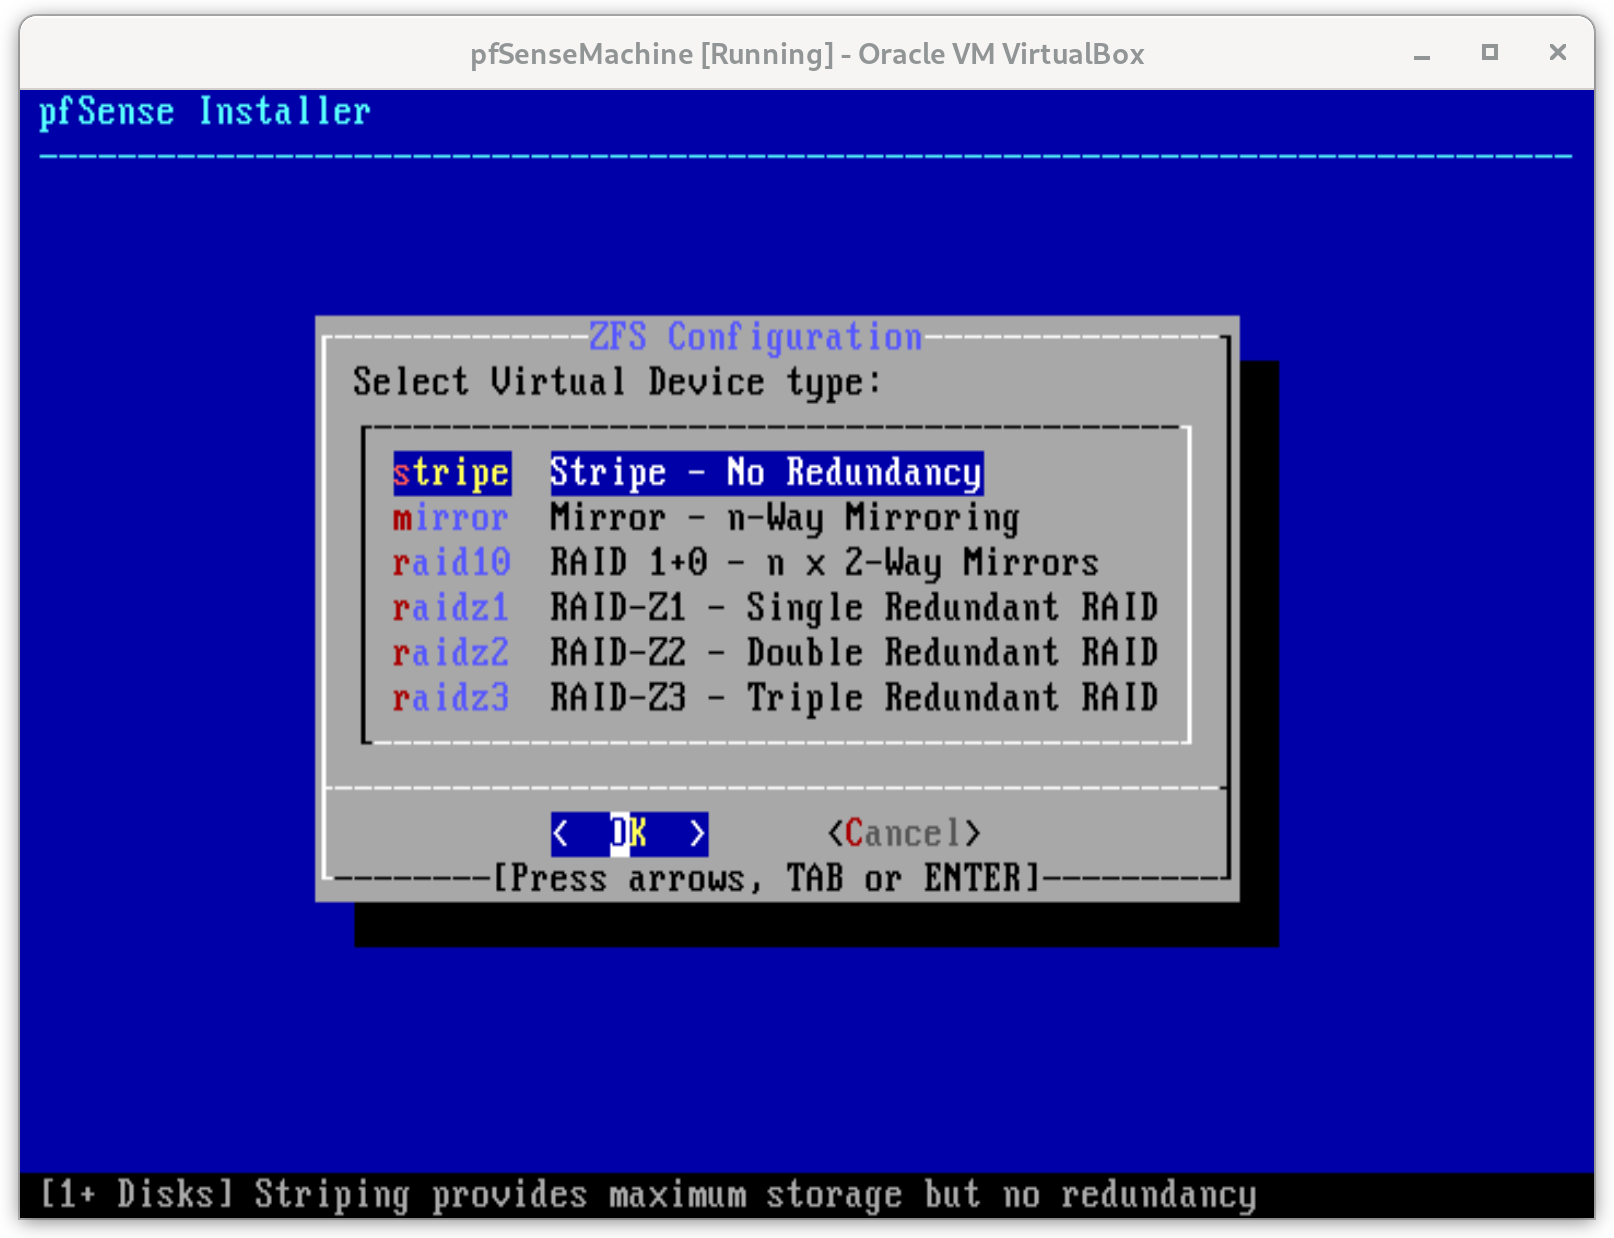 pfSenseMachine [Running] - Oracle VM VirtualBox
pfSense Installer
ZFS Configuration
Select Virtual Device type:
stripe Stripe - No Redundancy
mirror Mirror - n-Way Mirroring
raid10 RAID 1+0 - n x 2-Way Mirrors
raidz1 RAID-Z1 - Single Redundant RAID
raidz2 RAID-Z2 - Double Redundant RAID
raidz3 RAID-Z3 - Triple Redundant RAID
< OK > <Cancel>
[Press arrows, TAB or ENTER]
[1+ Disks] Striping provides maximum storage but no redundancy